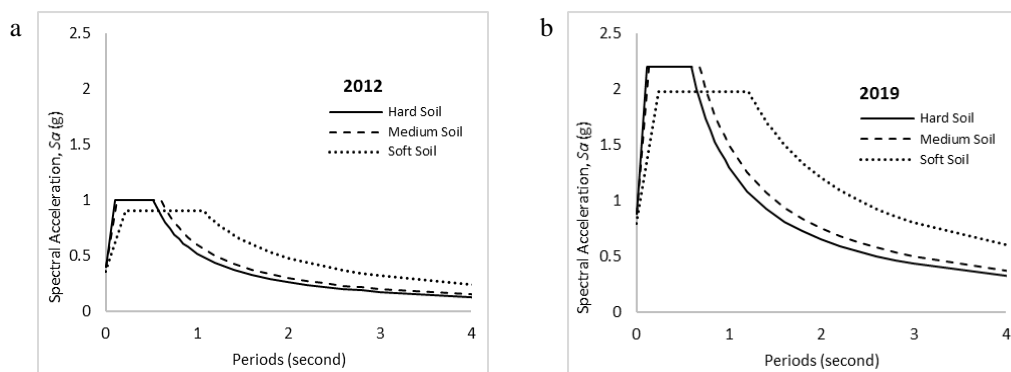 a
2012
Hard Soil
Medium Soil
Soft Soil
Spectral Acceleration, Sa (g)
2.5
2
1.5
1
0.5
0
0 1 2 3 4
Periods (second)
b
2019
Hard Soil
Medium Soil
Soft Soil
Spectral Acceleration, Sa (g)
2.5
2
1.5
1
0.5
0
0 1 2 3 4
Periods (second)